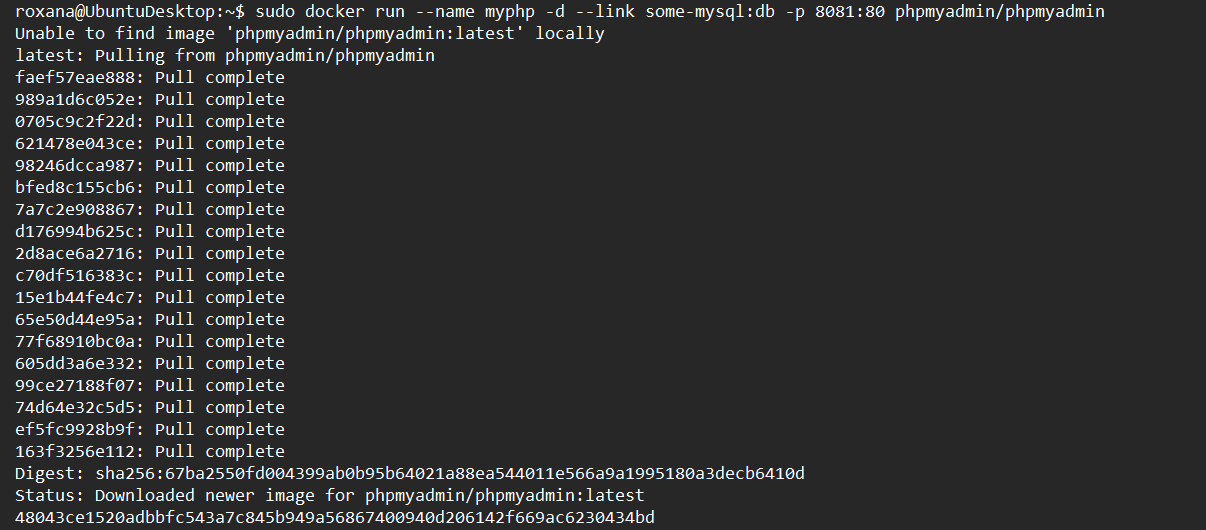 roxana@UbuntuDesktop:~$ sudo docker run --name myphp -d --link some-mysql:db -p 8081:80 phpmyadmin/phpmyadmin
Unable to find image 'phpmyadmin/phpmyadmin:latest' locally
latest: Pulling from phpmyadmin/phpmyadmin
faef57eae888: Pull complete
989a1d6c052e: Pull complete
0705c9c2f22d: Pull complete
621478e043ce: Pull complete
98246dcca987: Pull complete
bfed8c155cb6: Pull complete
7a7c2e908867: Pull complete
d176994b625c: Pull complete
2d8ace6a2716: Pull complete
c70df516383c: Pull complete
15e1b44fe4c7: Pull complete
65e50d44e95a: Pull complete
77f68910bc0a: Pull complete
605dd3a6e332: Pull complete
99ce27188f07: Pull complete
74d64e32c5d5: Pull complete
ef5fc9928b9f: Pull complete
163f3256e112: Pull complete
Digest: sha256:67ba2550fd004399ab0b95b64021a88ea544011e566a9a1995180a3decb6410d
Status: Downloaded newer image for phpmyadmin/phpmyadmin:latest
48043ce1520adbbfc543a7c845b949a56867400940d206142f669ac6230434bd